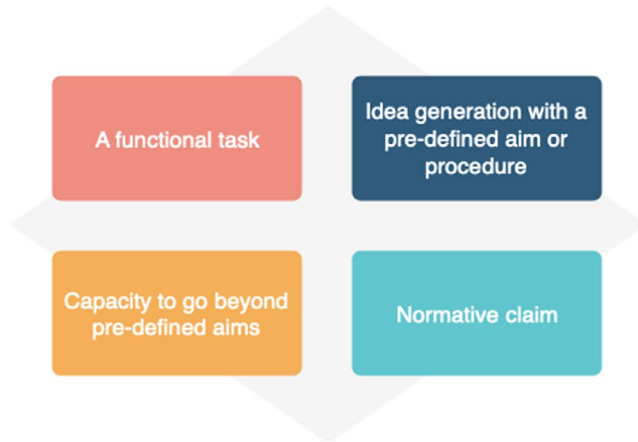 A functional task
Idea generation with a
pre-defined aim or
procedure
Capacity to go beyond
pre-defined aims
Normative claim